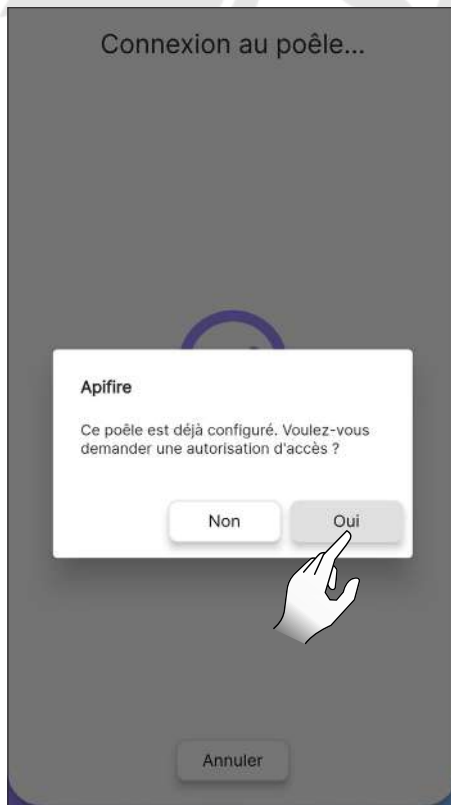 Connexion au poêle...
Apifire
Ce poêle est déjà configuré. Voulez-vous
demander une autorisation d'accès ?
Non
Oui
Annuler